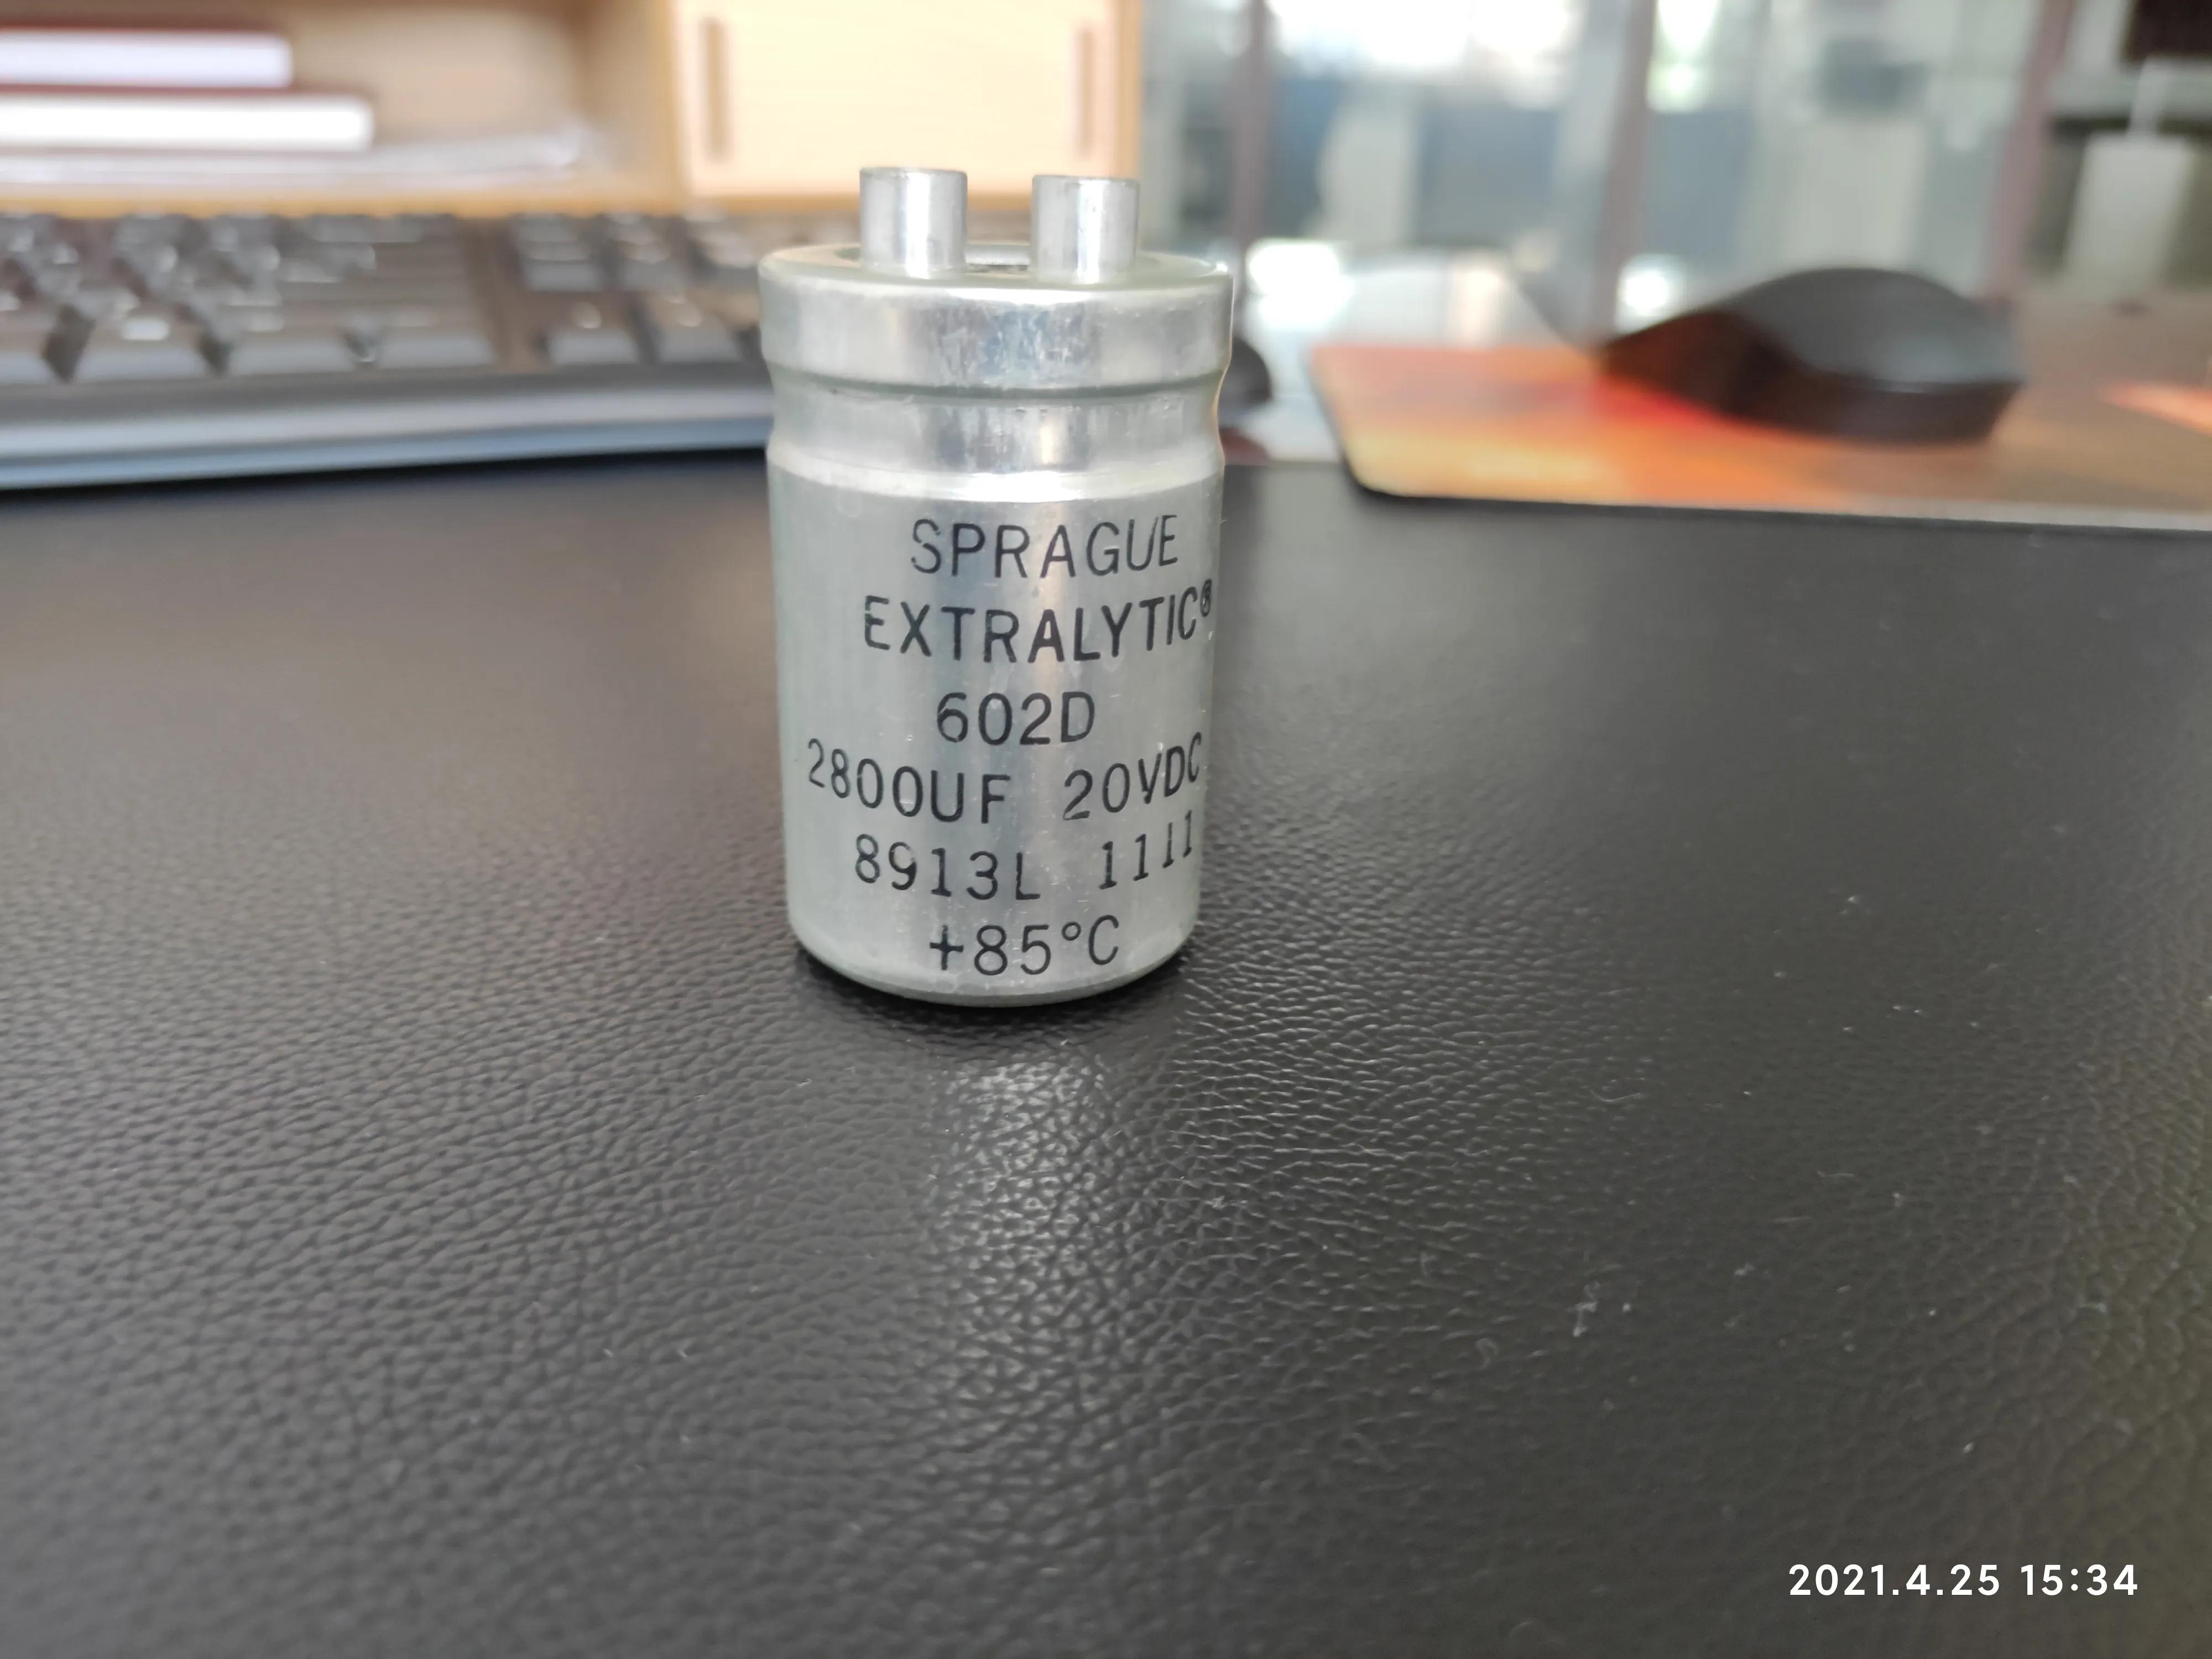 SPRAGUE
EXTRALYTIC®
602D
2800UF 20VDC
8913L 1111
+85°C
2021.4.25 15:34